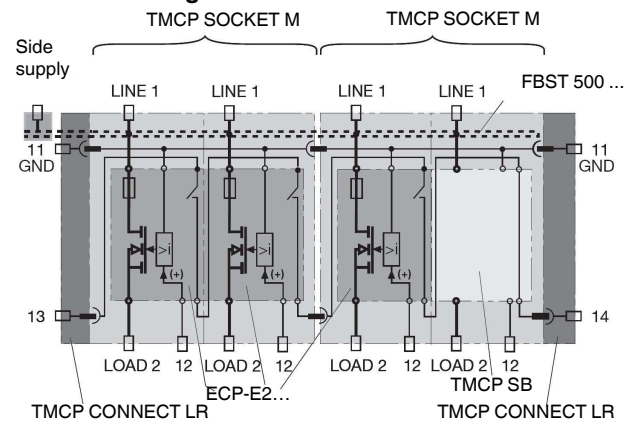 TMCP SOCKET M TMCP SOCKET M
Side
supply
LINE 1 LINE 1 LINE 1 LINE 1
FBST 500 ...
11
GND
11
GND
>i >i >i
(+) (+) (+)
13 14
LOAD 2 12 LOAD 2 12 LOAD 2 12 LOAD 2 12
ECP-E2... TMCP SB
TMCP CONNECT LR TMCP CONNECT LR